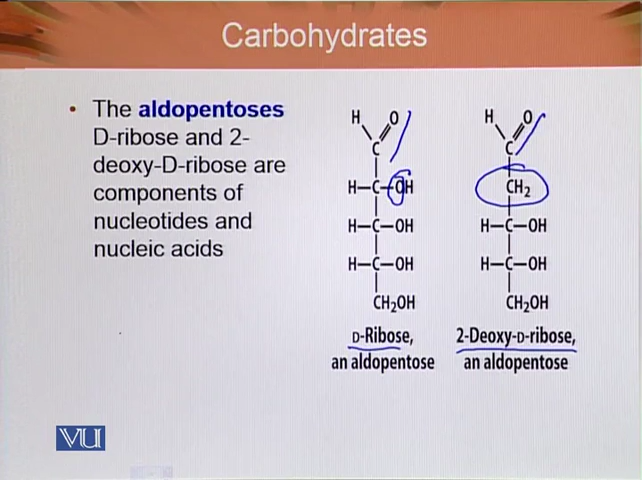 Carbohydrates
• The aldopentoses
D-ribose and 2-
deoxy-D-ribose are
components of
nucleotides and
nucleic acids
H O
C
H—C—OH
H—C—OH
H—C—OH
CH₂OH
D-Ribose,
an aldopentose
H O
C
CH₂
H—C—OH
H—C—OH
CH₂OH
2-Deoxy-D-ribose,
an aldopentose
VU